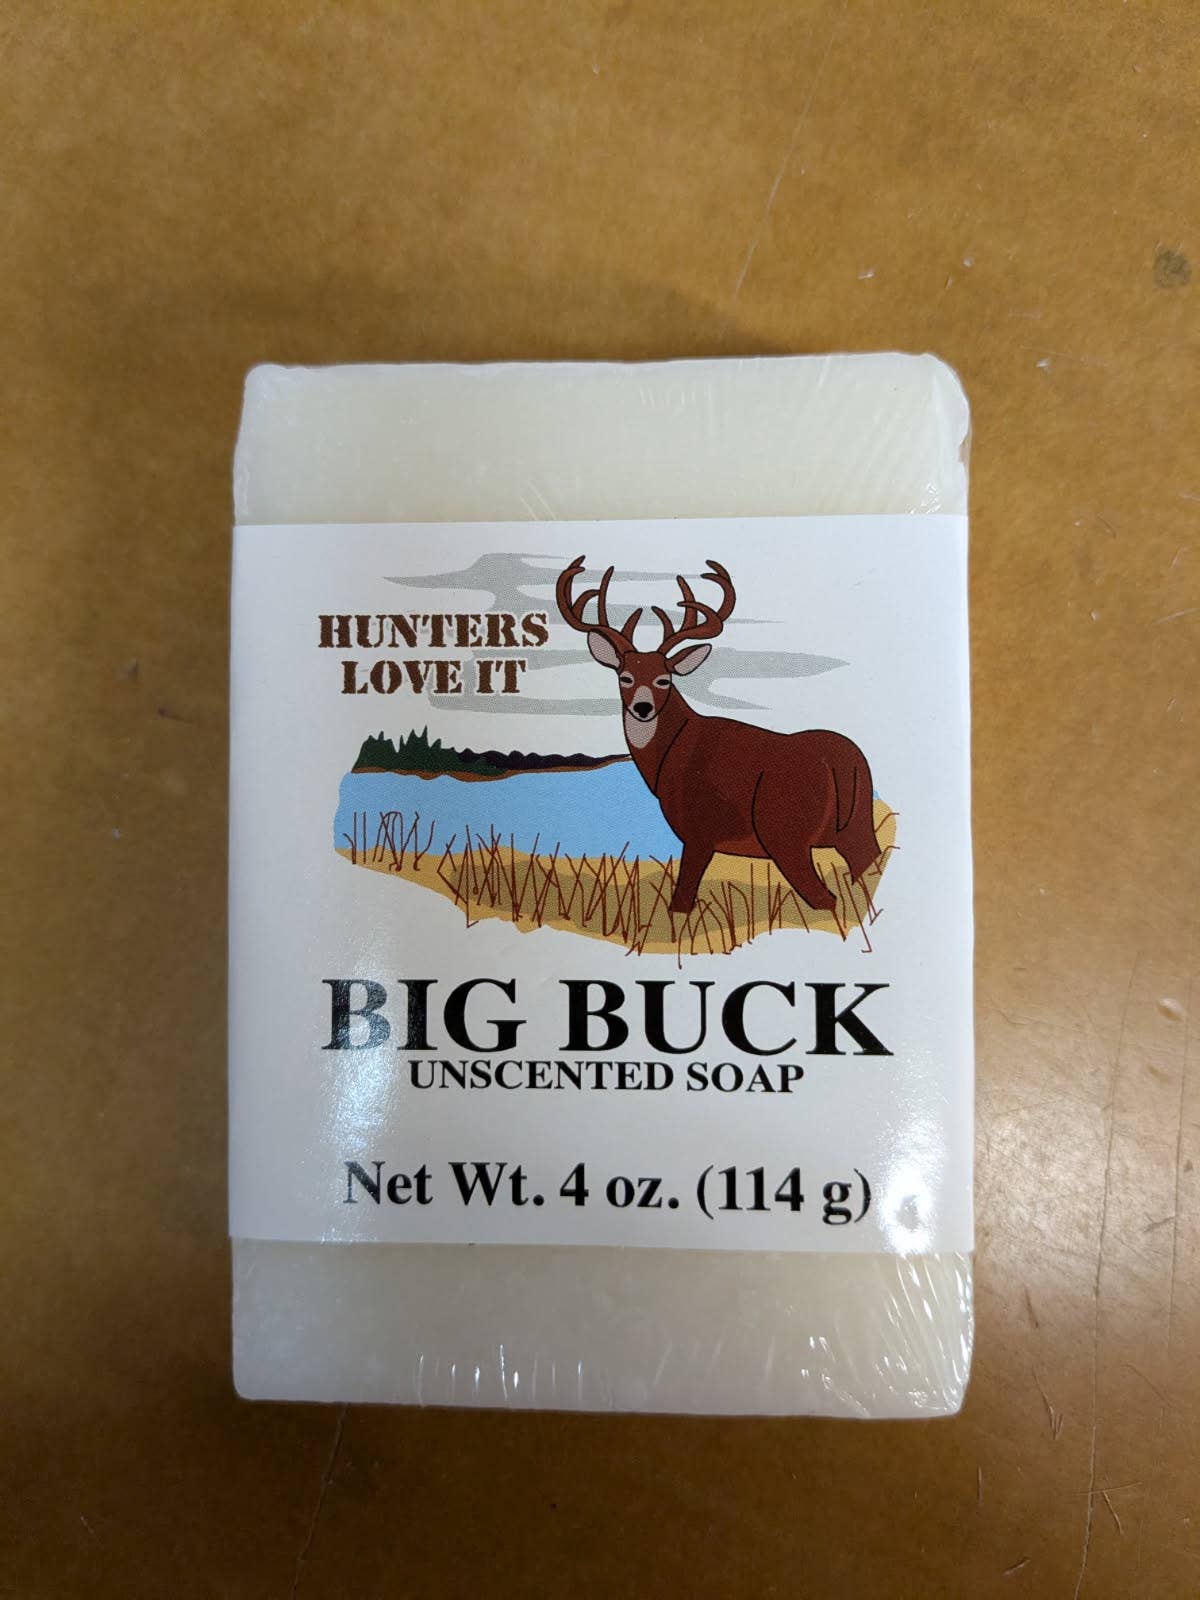 HUNTERS
LOVE IT
BIG BUCK
UNSCENTED SOAP
Net Wt. 4 oz. (114 g)